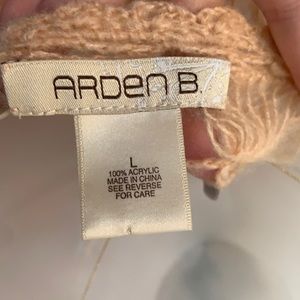 ARDEN B.
L
100% ACRYLIC
MADE IN CHINA
SEE REVERSE
FOR CARE